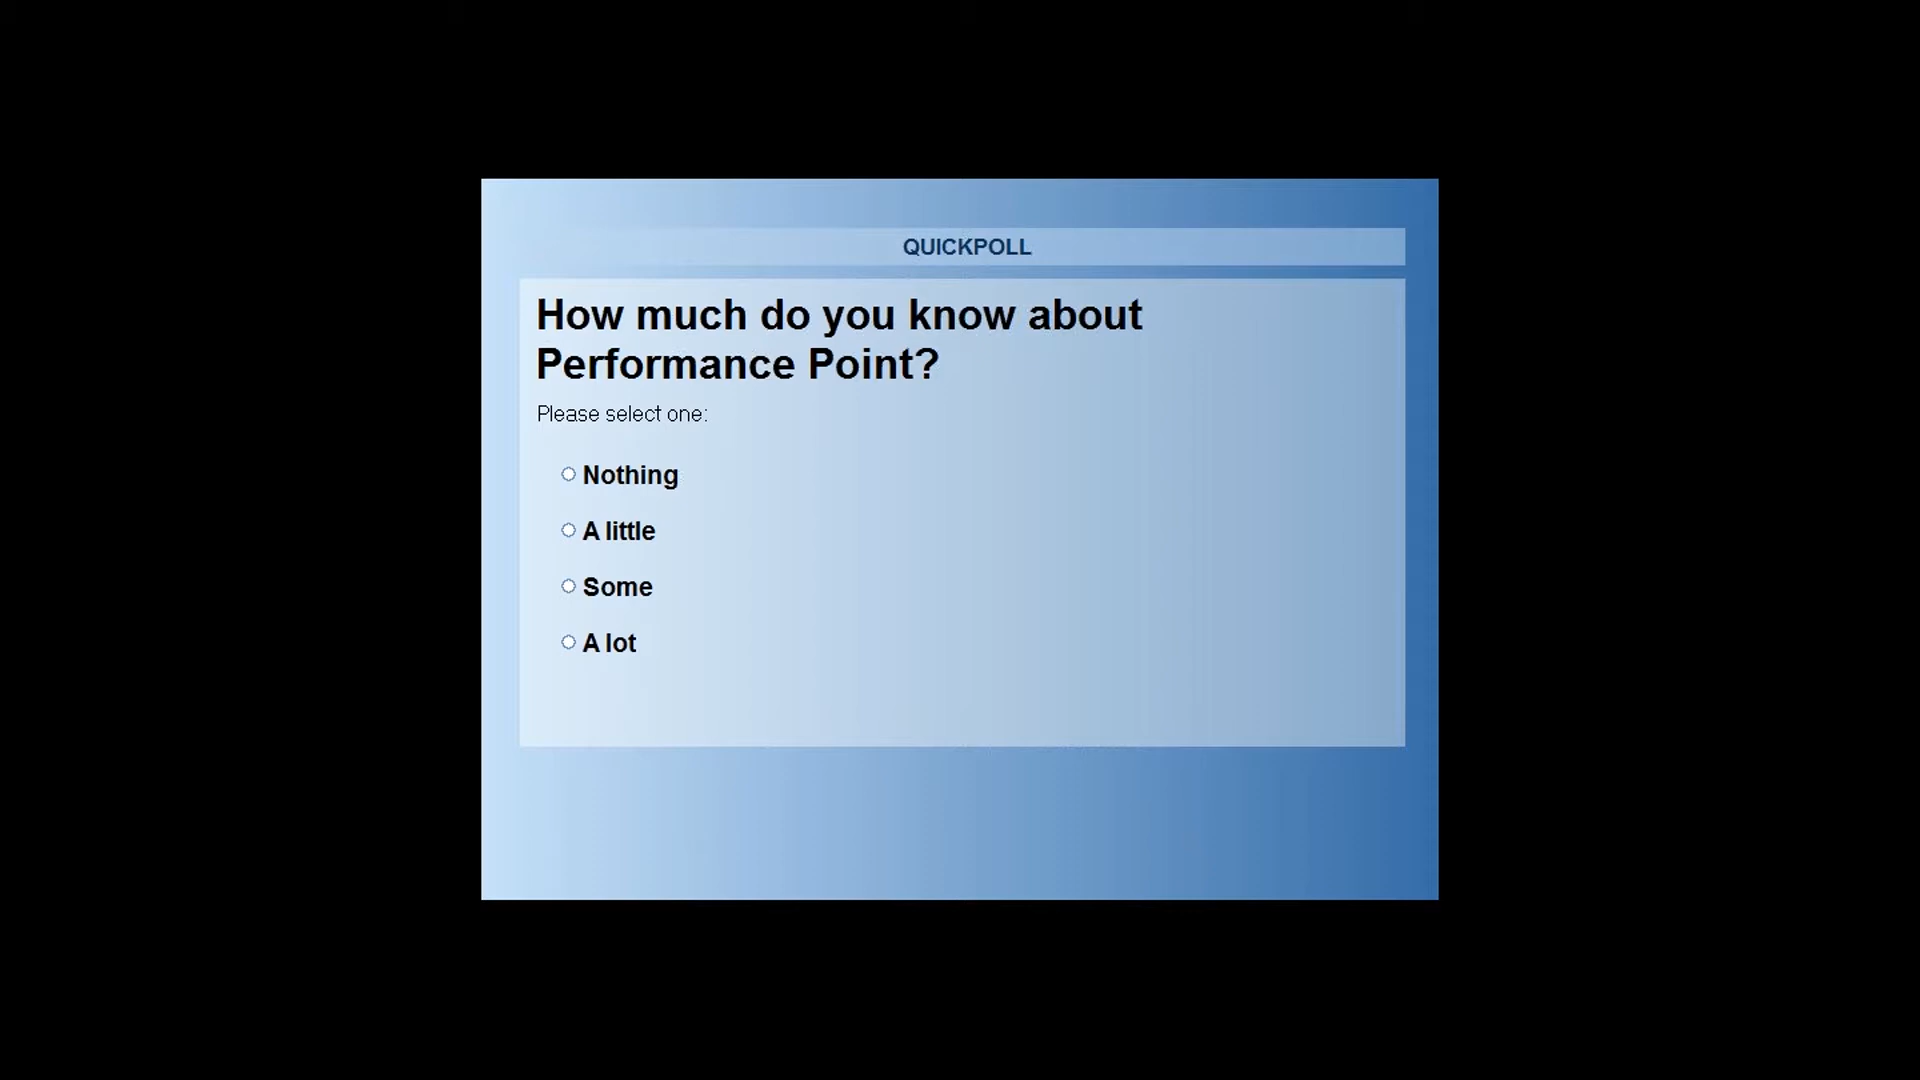 QUICKPOLL
How much do you know about
Performance Point?
Please select one:
Nothing
A little
Some
A lot